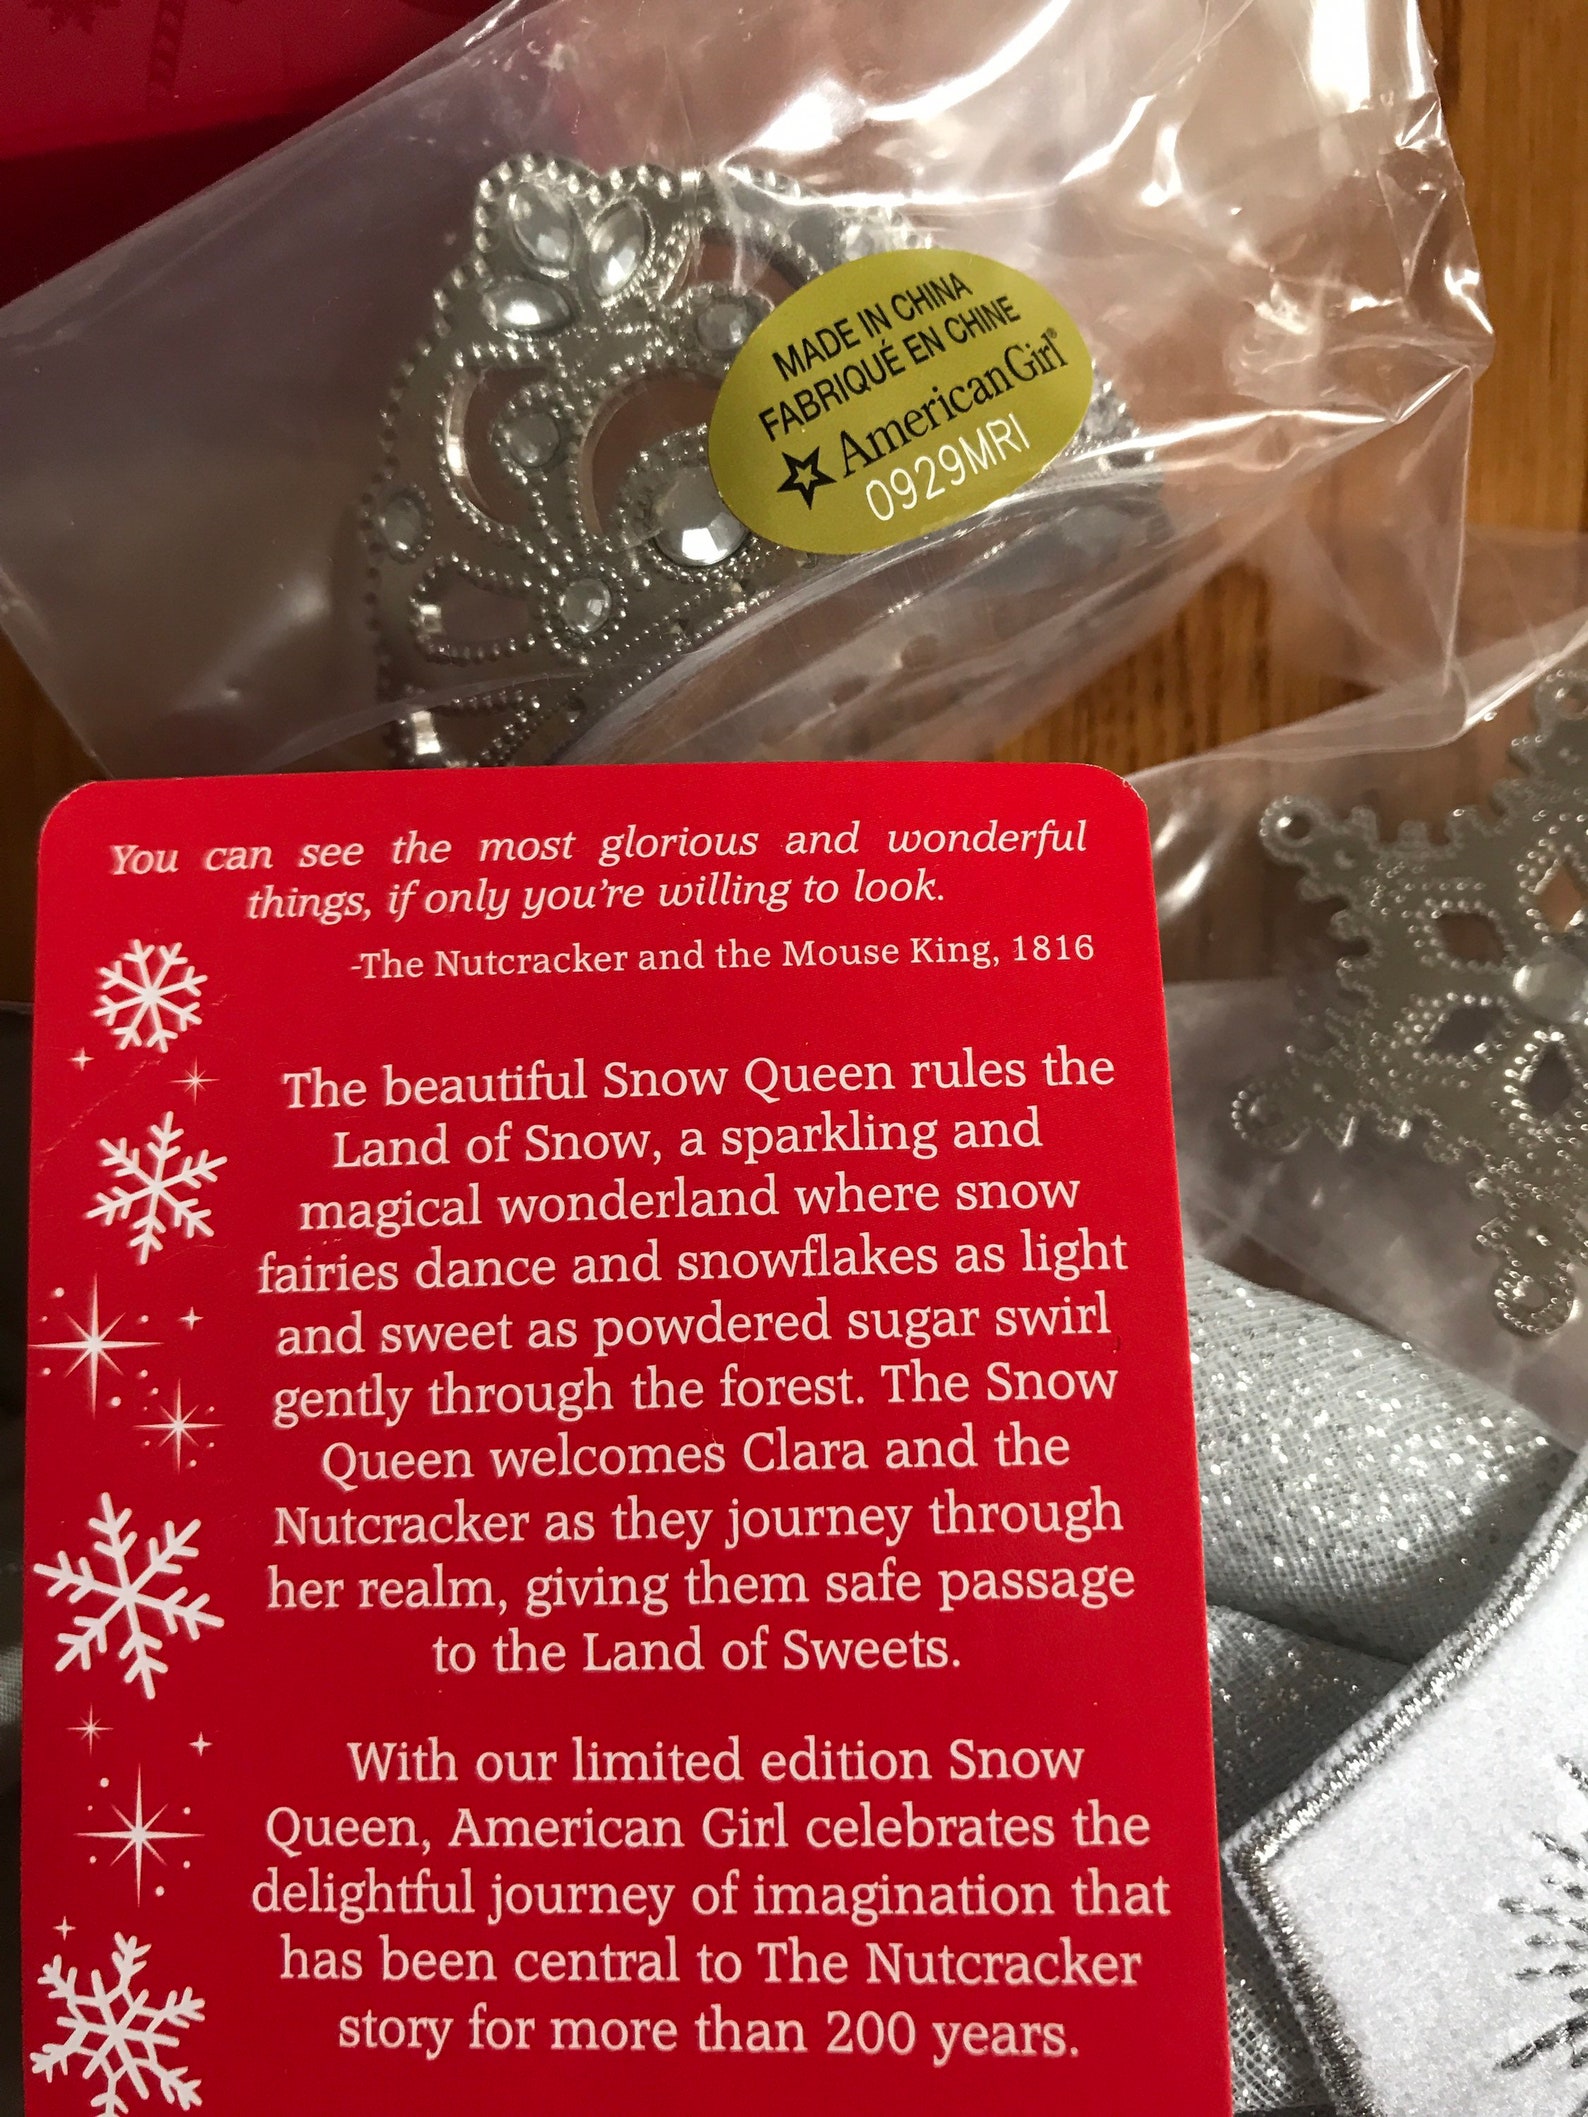 MADE IN CHINA
FABRIQUÉ EN CHINE
AmericanGirl®
0929MRI
You can see the most glorious and wonderful
things, if only you're willing to look.
-The Nutcracker and the Mouse King, 1816
The beautiful Snow Queen rules the
Land of Snow, a sparkling and
magical wonderland where snow
fairies dance and snowflakes as light
and sweet as powdered sugar swirl
gently through the forest. The Snow
Queen welcomes Clara and the
Nutcracker as they journey through
her realm, giving them safe passage
to the Land of Sweets.
With our limited edition Snow
Queen, American Girl celebrates the
delightful journey of imagination that
has been central to The Nutcracker
story for more than 200 years.